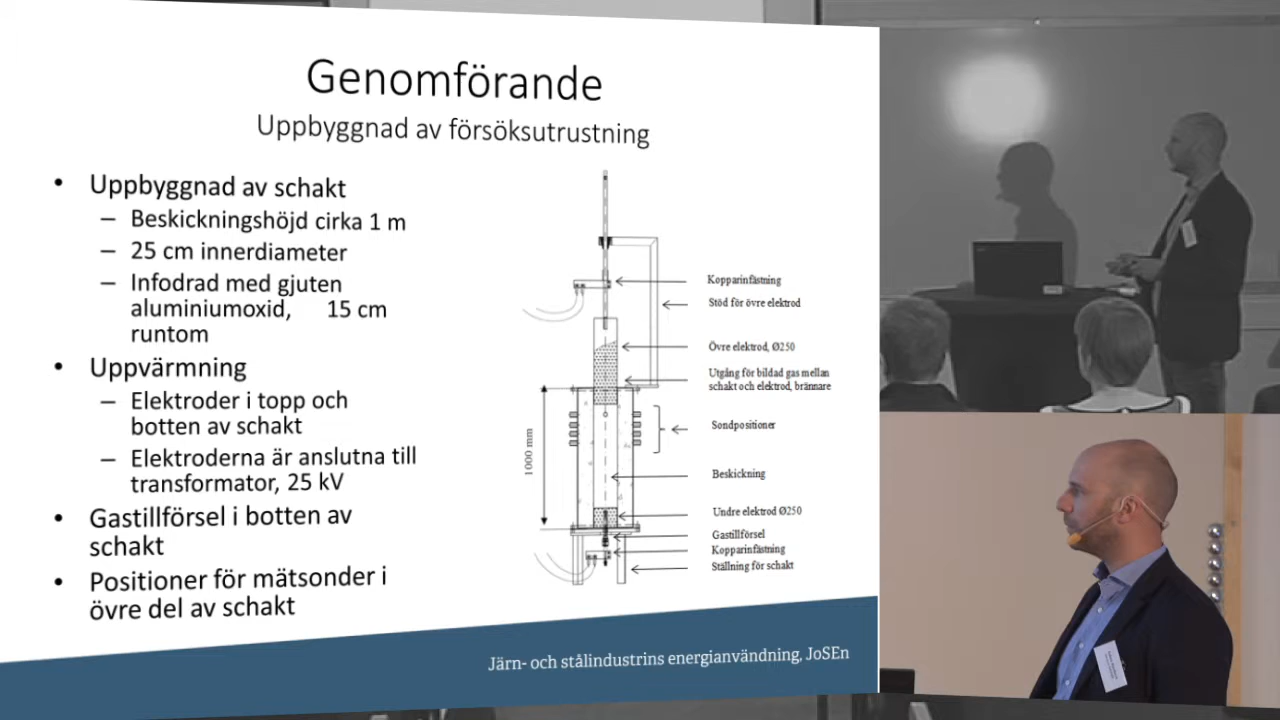 Genomförande
Uppbyggnad av försöksutrustning
• Uppbyggnad av schakt
– Beskickningshöjd cirka 1 m
– 25 cm innerdiameter
– Infodrad med gjuten
aluminiumoxid, 15 cm
runtom
• Uppvärmning
– Elektroder i topp och
botten av schakt
– Elektroderna är anslutna till
transformator, 25 kV
• Gastillförsel i botten av
schakt
• Positioner för mätsonder i
övre del av schakt
Kopparinfästning
Stöd för övre elektrod
Övre elektrod, Ø250
Utgång för bildad gas mellan
schakt och elektrod, brännare
Sondpositioner
1000 mm
Beskickning
Undre elektrod Ø250
Gastillförsel
Kopparinfästning
Ställning för schakt
Järn- och stålindustrins energianvändning, JoSEn